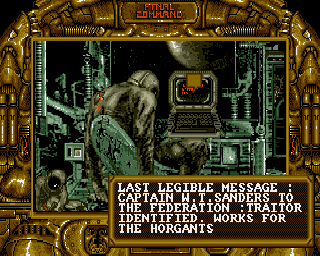 FINAL
COMMAND
LAST LEGIBLE MESSAGE :
CAPTAIN W.T.SANDERS TO
THE FEDERATION :TRAITOR
IDENTIFIED. WORKS FOR
THE HORGANTS